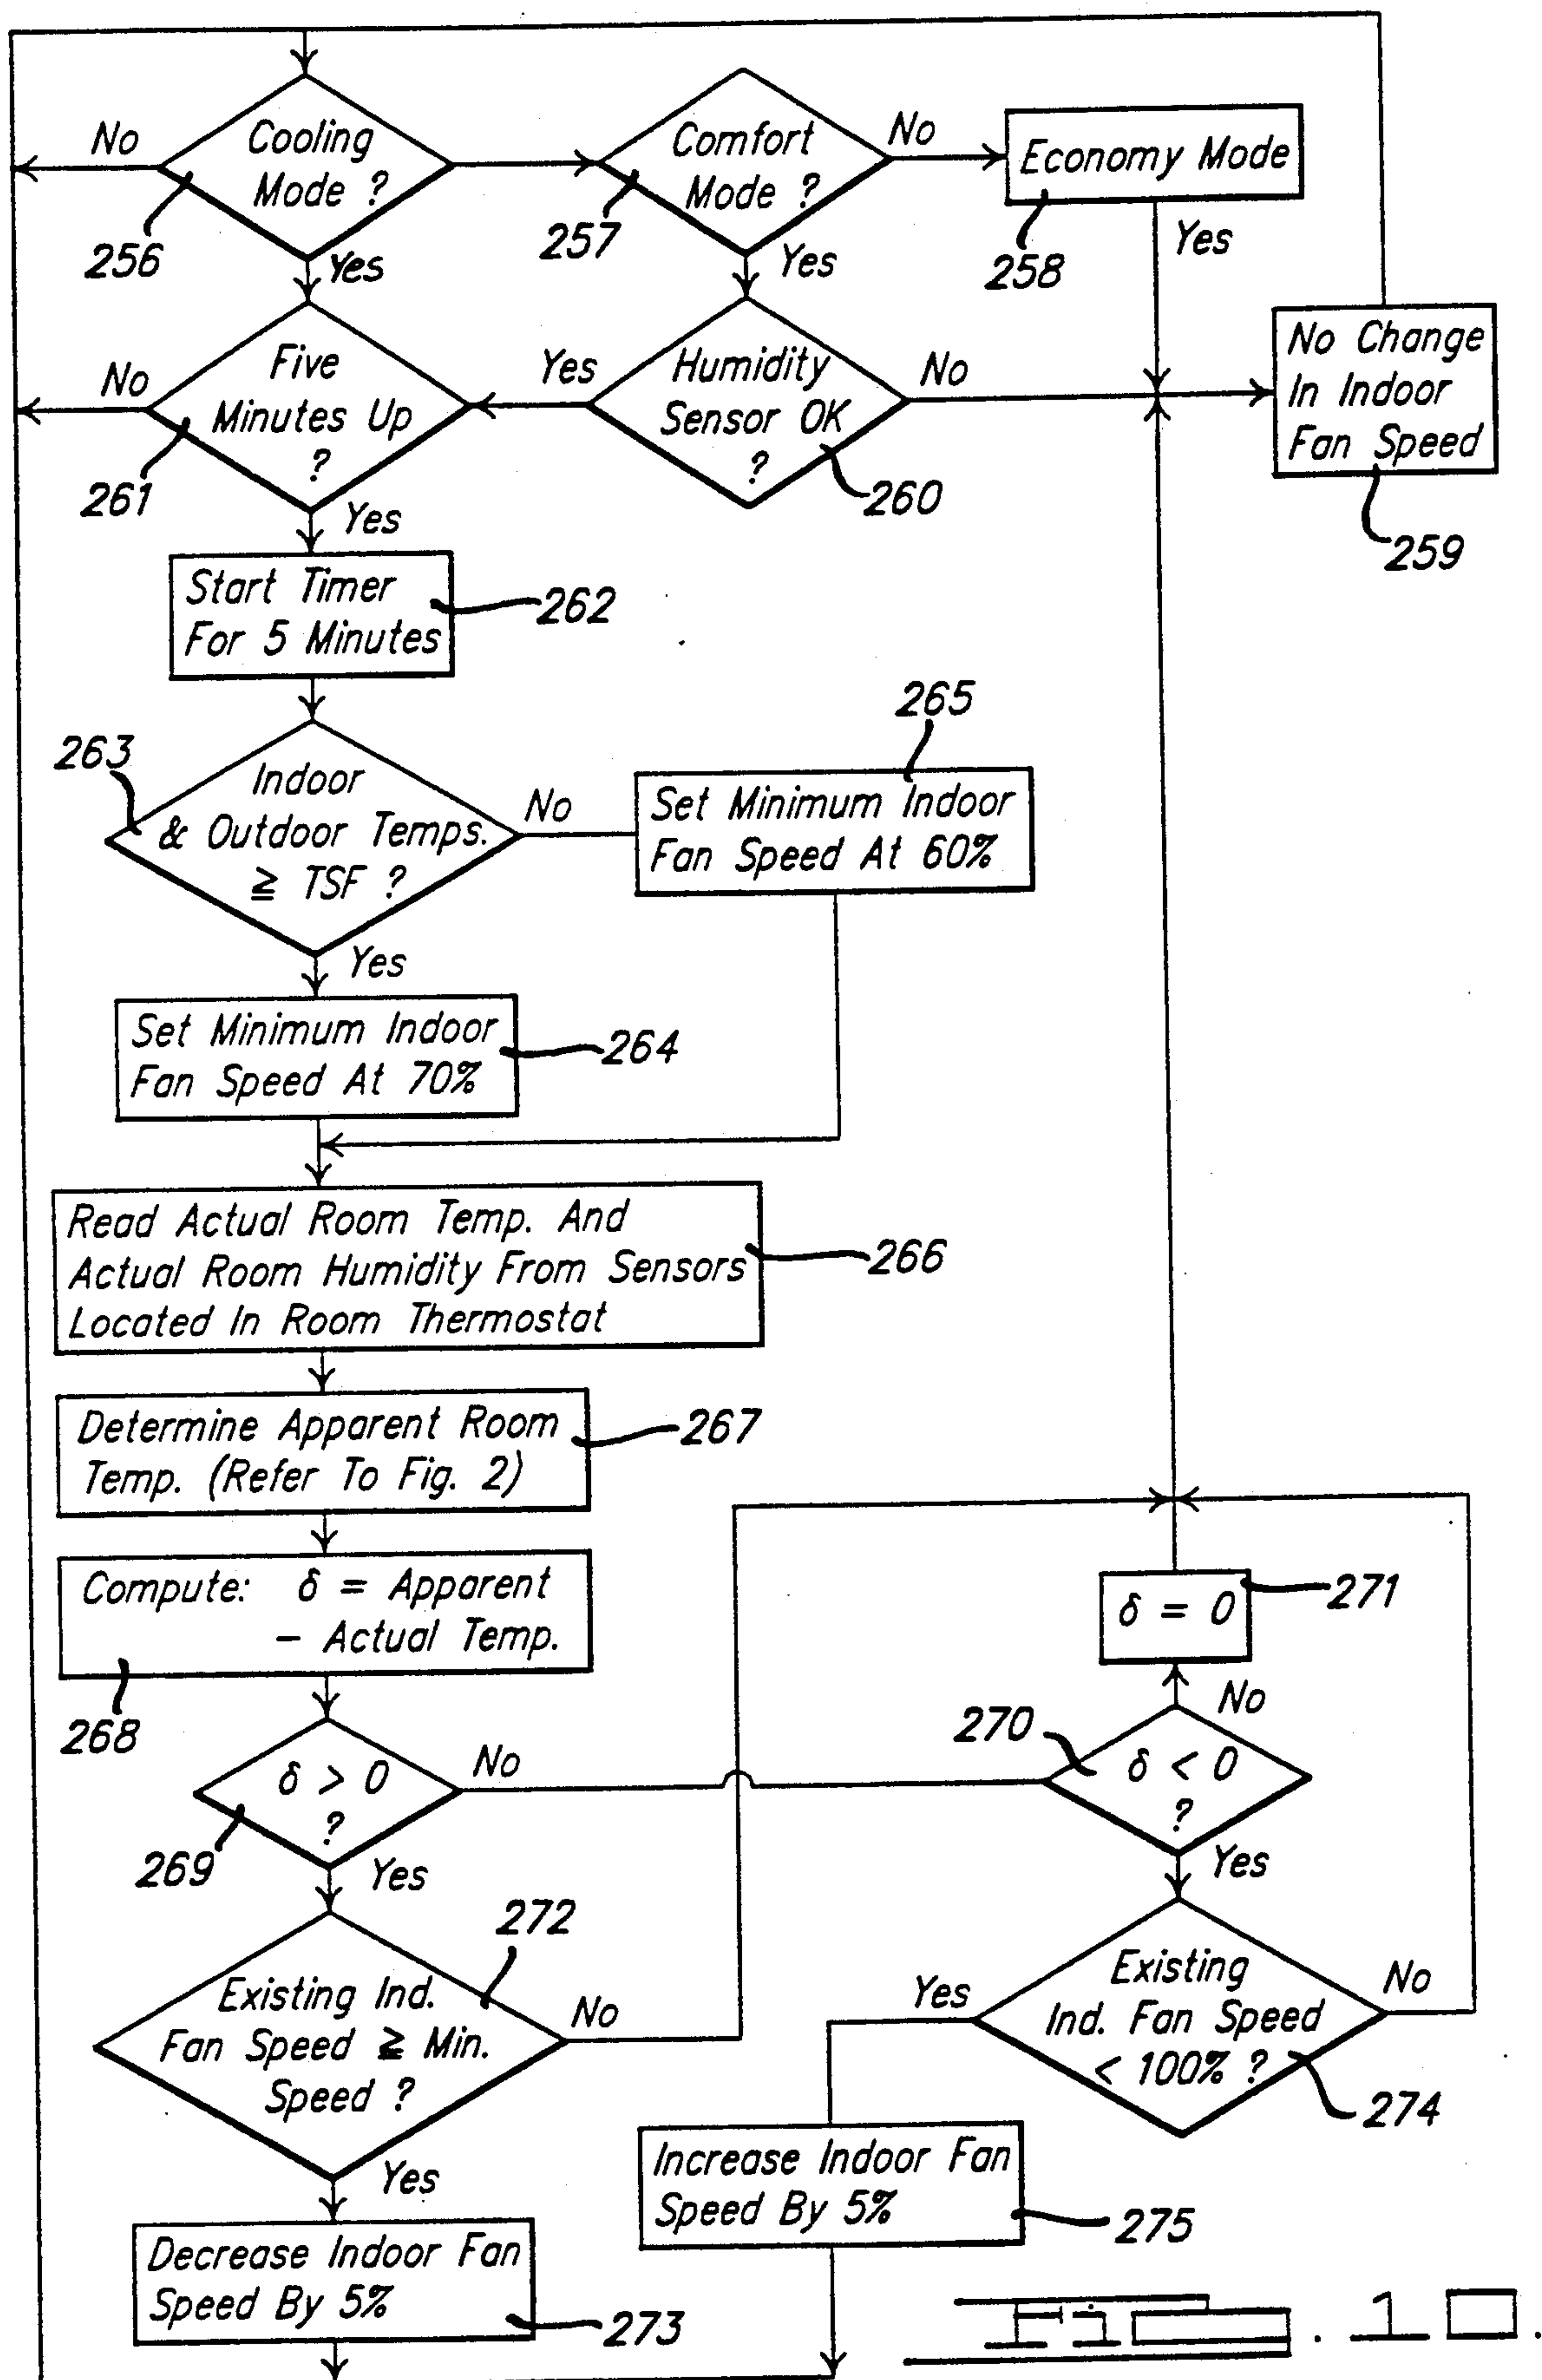 Cooling
Mode ?
No
256
Yes
Comfort
Mode ?
No
257
Yes
Economy Mode
258
Yes
Five
Minutes Up
?
No
261
Yes
Humidity
Sensor OK
?
Yes
No
260
No Change
In Indoor
Fan Speed
259
Start Timer
For 5 Minutes
262
263
Indoor
& Outdoor Temps.
≧ TSF ?
No
Yes
265
Set Minimum Indoor
Fan Speed At 60%
Set Minimum Indoor
Fan Speed At 70%
264
Read Actual Room Temp. And
Actual Room Humidity From Sensors
Located In Room Thermostat
266
Determine Apparent Room
Temp. (Refer To Fig. 2)
267
Compute: δ = Apparent
- Actual Temp.
268
δ = 0
271
δ > 0
?
No
269
Yes
270
δ < 0
?
No
Yes
272
Existing Ind.
Fan Speed ≧ Min.
Speed ?
No
Yes
Existing
Ind. Fan Speed
< 100% ?
Yes
No
274
Increase Indoor Fan
Speed By 5%
275
Decrease Indoor Fan
Speed By 5%
273
Fig. 10.